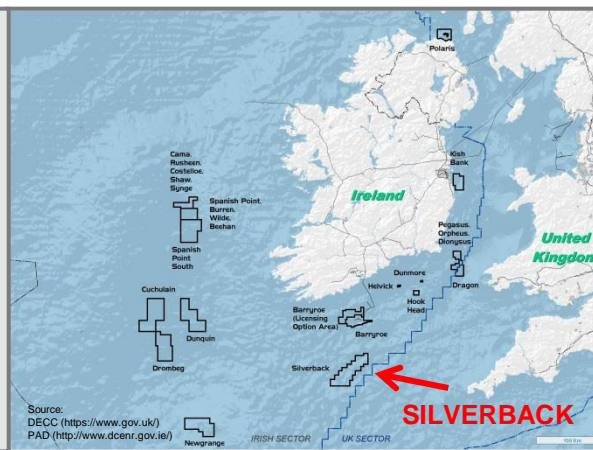 Polaris
Cama,
Rusheen,
Costelloe,
Shaw,
Synge
Kish
Bank
Ireland
Spanish Point,
Burren,
Wilde,
Beehan
Pegasus,
Orpheus,
Dionysus
United
Kingdom
Spanish
Point
South
Dunmore
Helvick
Dragon
Cuchulain
Hook
Head
Barryroe
(Licensing
Option Area)
Barryroe
Dunquin
Drombeg
Silverback
SILVERBACK
Source:
DECC (https://www.gov.uk/)
PAD (http://www.dcenr.gov.ie/)
Newgrange
IRISH SECTOR
UK SECTOR
100 Km